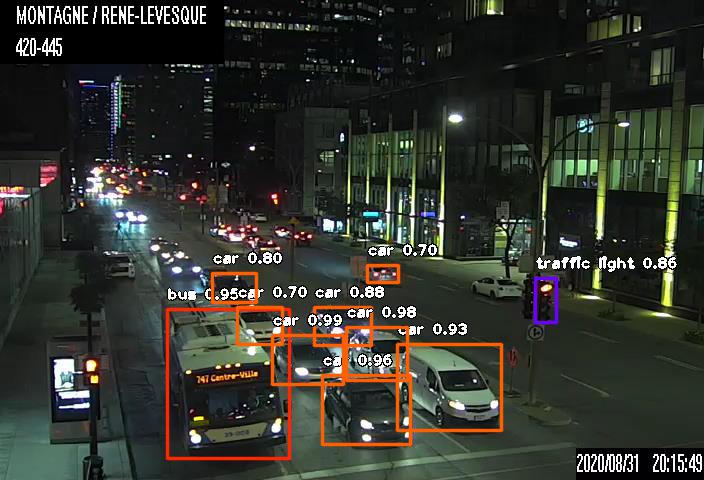 MONTAGNE / RENE-LEVESQUE
420-445
car 0.80
car 0.70
traffic light 0.86
bus 0.95
car 0.70
car 0.88
car 0.99
car 0.98
car 0.93
car 0.96
747 Centre-Ville
2020/08/31 20:15:49